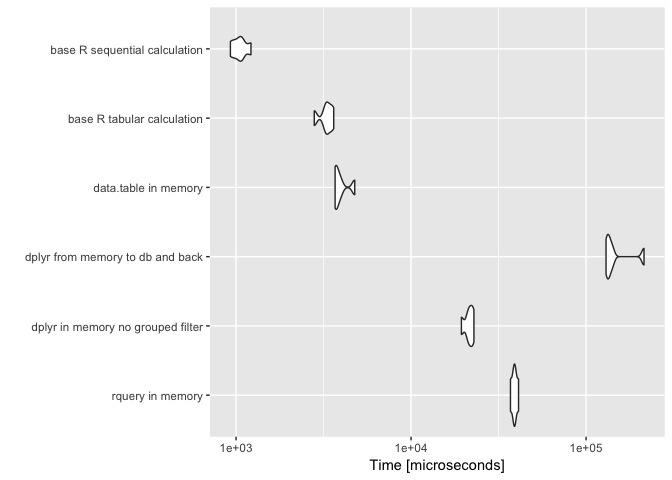 base R sequential calculation
base R tabular calculation
data.table in memory
dplyr from memory to db and back
dplyr in memory no grouped filter
rquery in memory
1e+03 1e+04 1e+05
Time [microseconds]